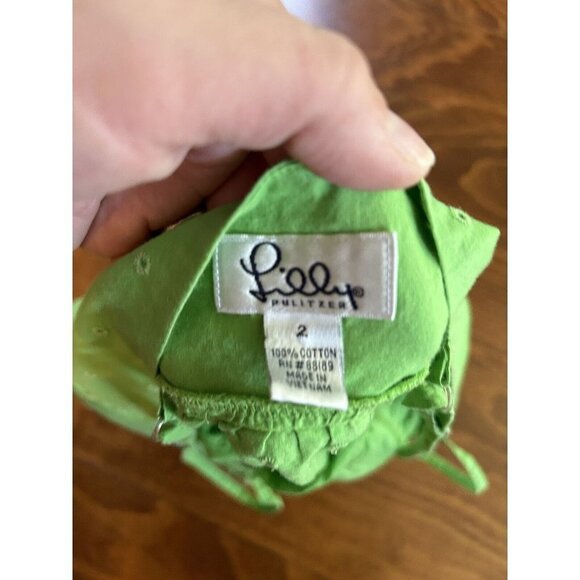 Lilly®
PULITZER
2
100% COTTON
RN # 88189
MADE IN
VIETNAM